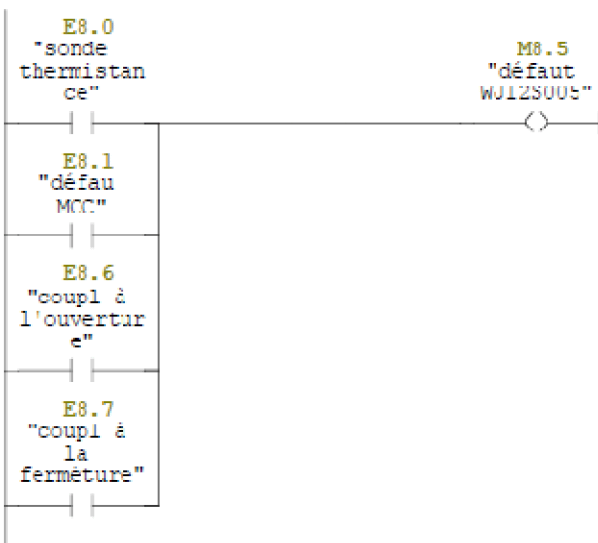 E8.0
"sonde
thermistan
ce"
M8.5
"défaut
WJ12S005"
E8.1
"défau
MCC"
E8.6
"coupl à
l'ouvertur
e"
E8.7
"coupl à
la
ferméture"